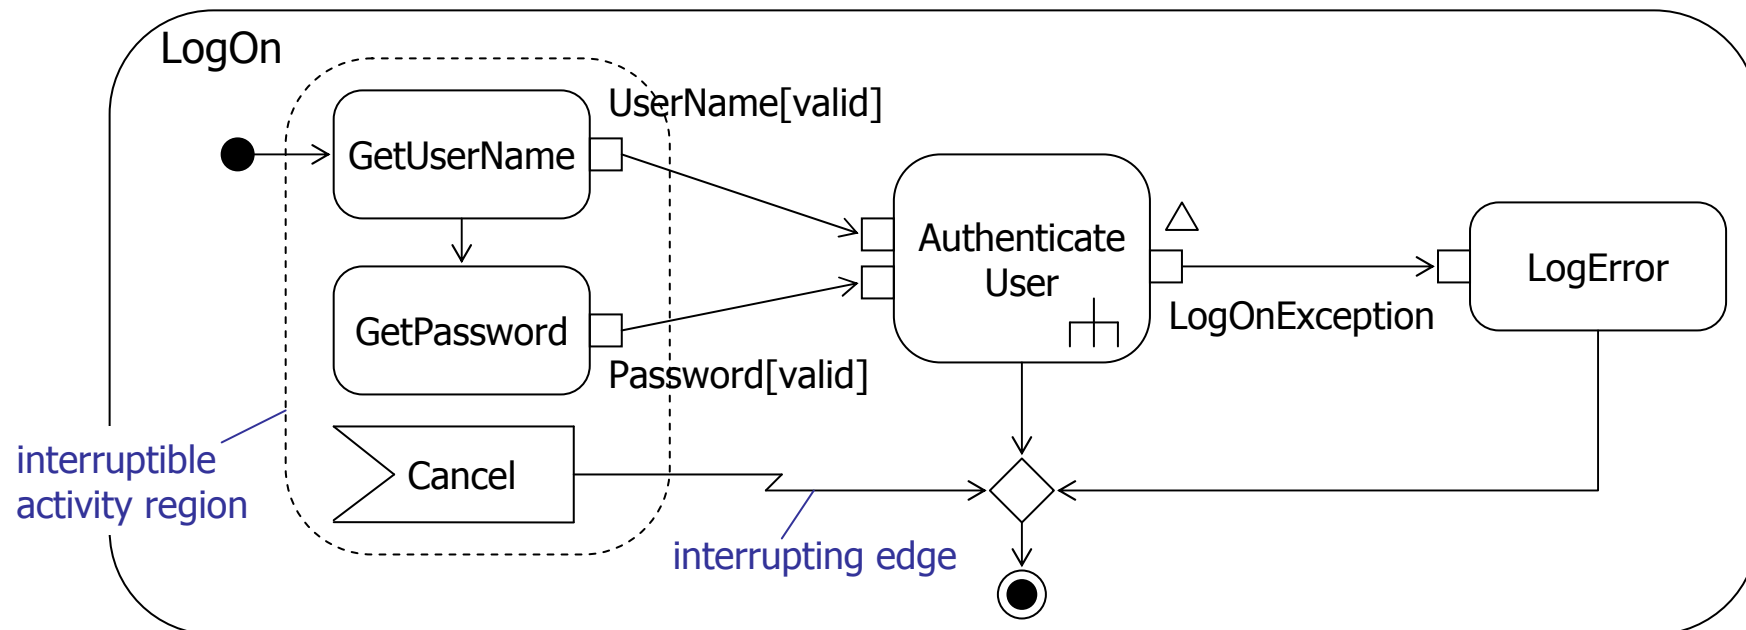 LogOn
UserName[valid]
GetUserName
Authenticate
User
LogError
LogOnException
GetPassword
Password[valid]
interruptible
activity region
Cancel
interrupting edge